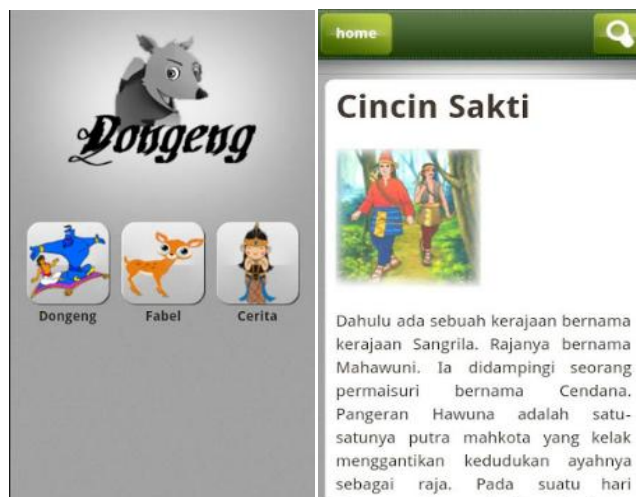 Dongeng
Dongeng Fabel Cerita
home
Cincin Sakti
Dahulu ada sebuah kerajaan bernama
kerajaan Sangrila. Rajanya bernama
Mahawuni. Ia didampingi seorang
permaisuri bernama Cendana.
Pangeran Hawuna adalah satu-
satunya putra mahkota yang kelak
menggantikan kedudukan ayahnya
sebagai raja. Pada suatu hari